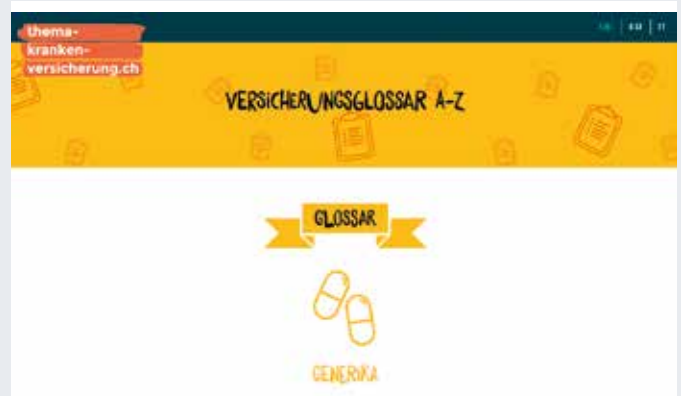 thema-
kranken-
versicherung.ch
VERSICHERUNGSGLOSSAR A-Z
GLOSSAR
GENERIKA